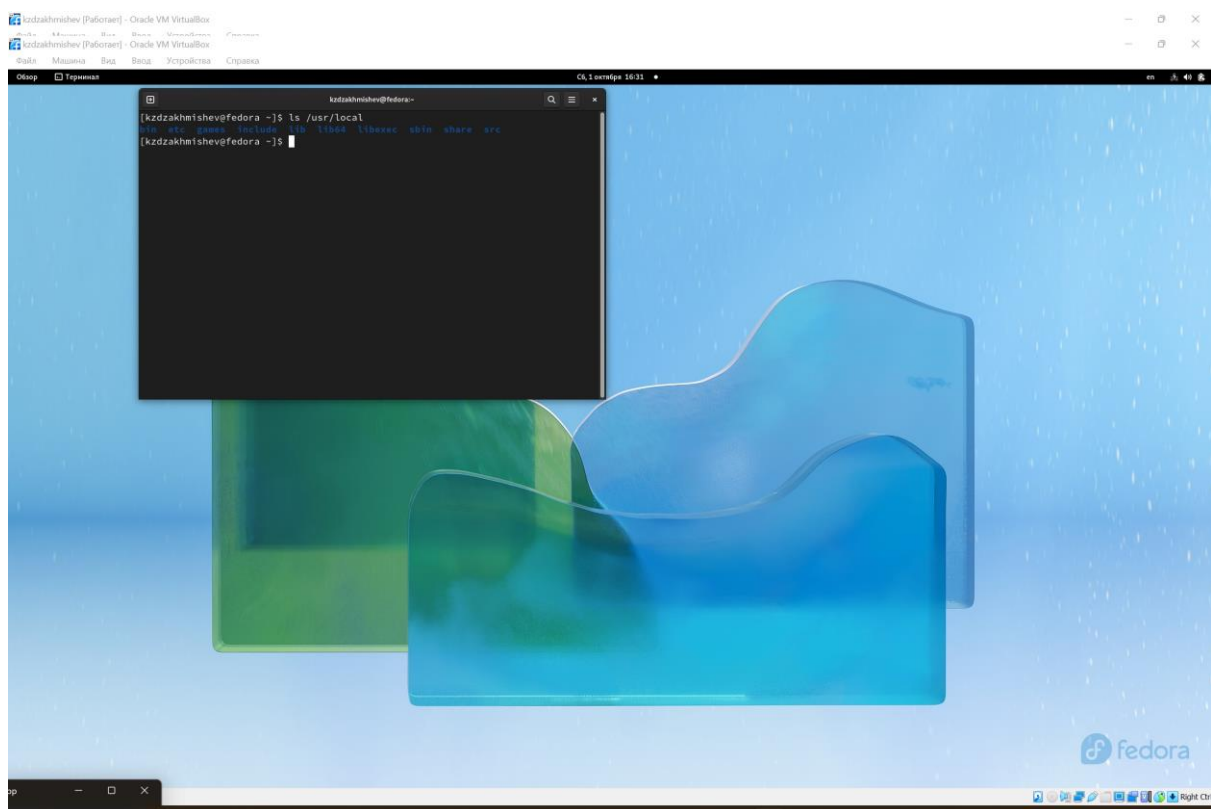 kzdzakhmishev [Работает] - Oracle VM VirtualBox
kzdzakhmishev [Работает] - Oracle VM VirtualBox
Файл Машина Вид Ввод Устройства Справка
Обзор Терминал Сб, 1 октября 16:31 en
kzdzakhmishev@fedora:~
[kzdzakhmishev@fedora ~]$ ls /usr/local
bin etc games include lib lib64 libexec sbin share src
[kzdzakhmishev@fedora ~]$
fedora
op
Right Ctr